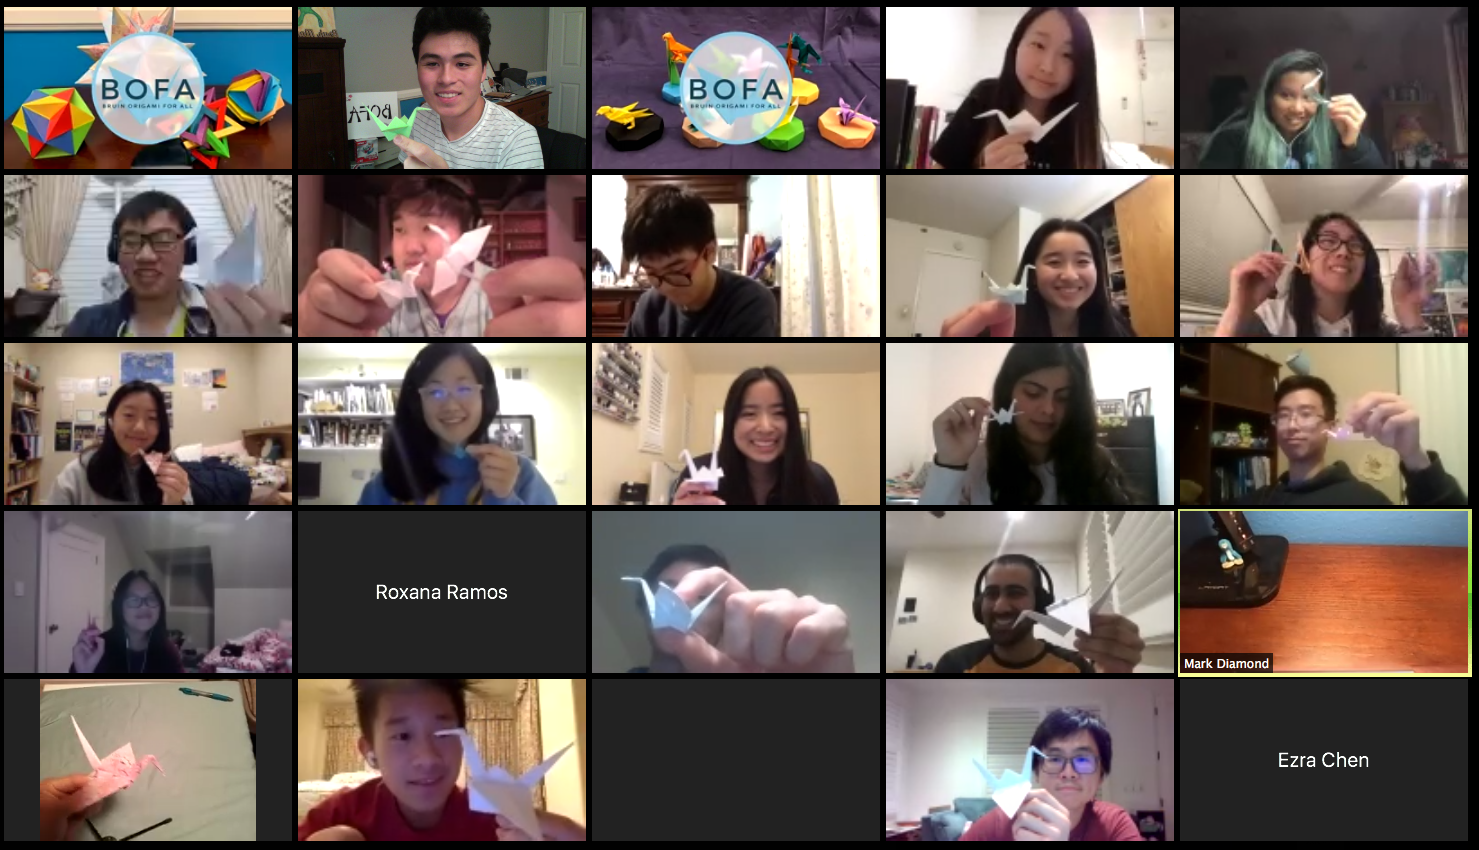 BOFA
BRUIN ORIGAMI FOR ALL
BOFA
BOFA
BRUIN ORIGAMI FOR ALL
Roxana Ramos
Mark Diamond
Ezra Chen